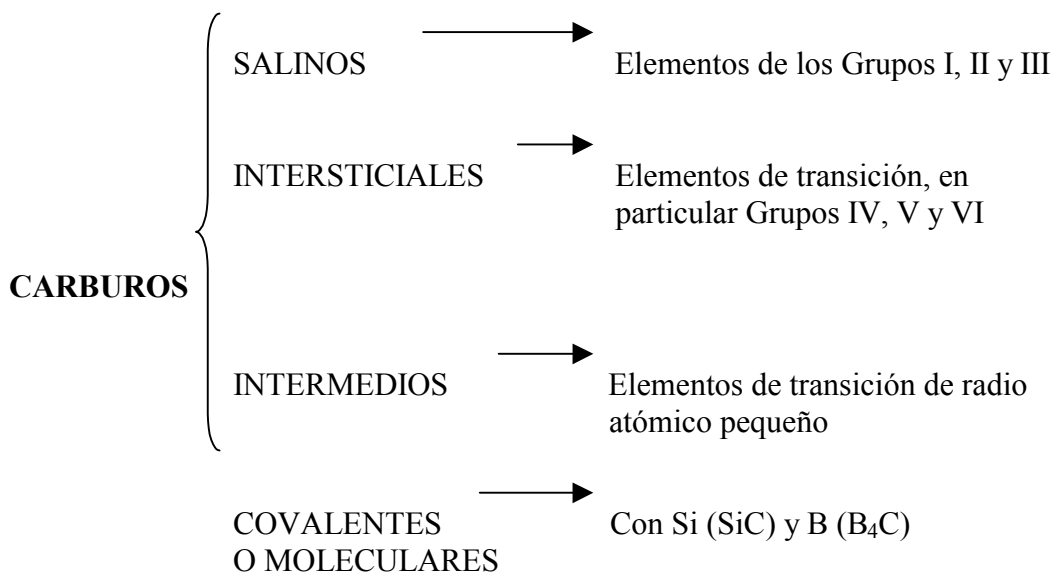 SALINOS Elementos de los Grupos I, II y III
INTERSTICIALES Elementos de transición, en
particular Grupos IV, V y VI
CARBUROS
INTERMEDIOS Elementos de transición de radio
atómico pequeño
COVALENTES Con Si (SiC) y B (B₄C)
O MOLECULARES